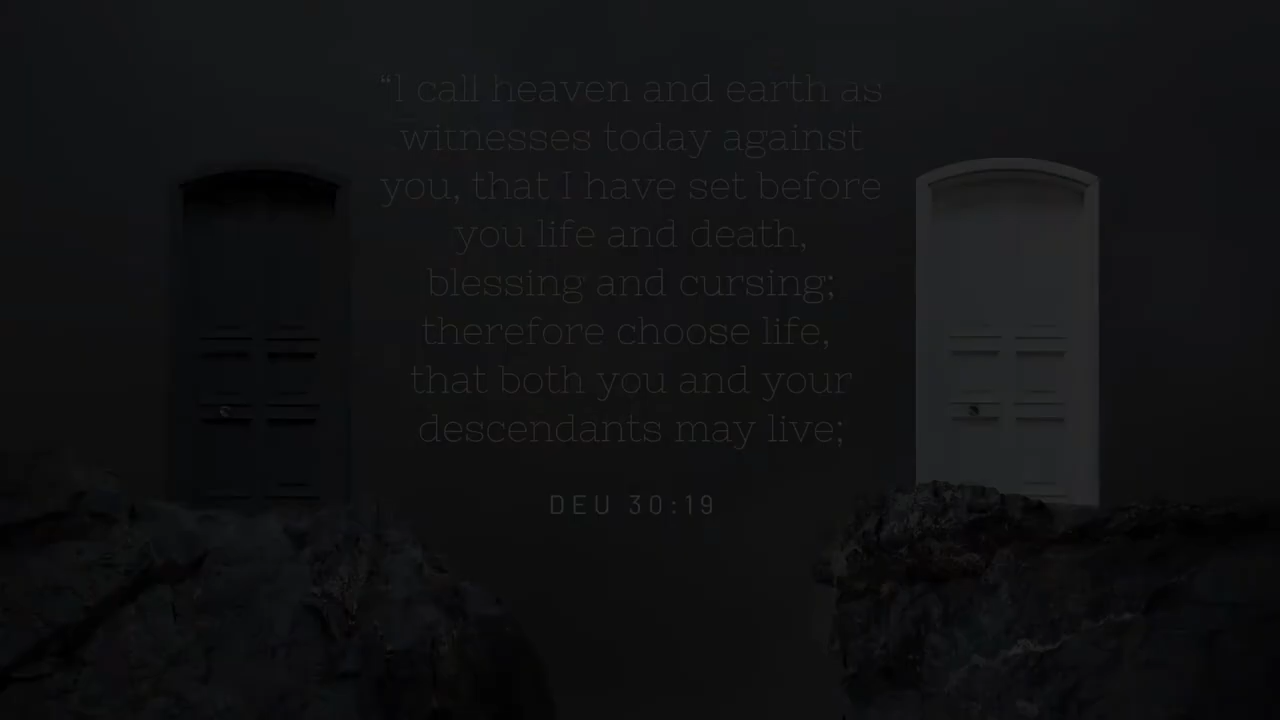 “I call heaven and earth as
witnesses today against
you, that I have set before
you life and death,
blessing and cursing;
therefore choose life,
that both you and your
descendants may live;
DEU 30:19